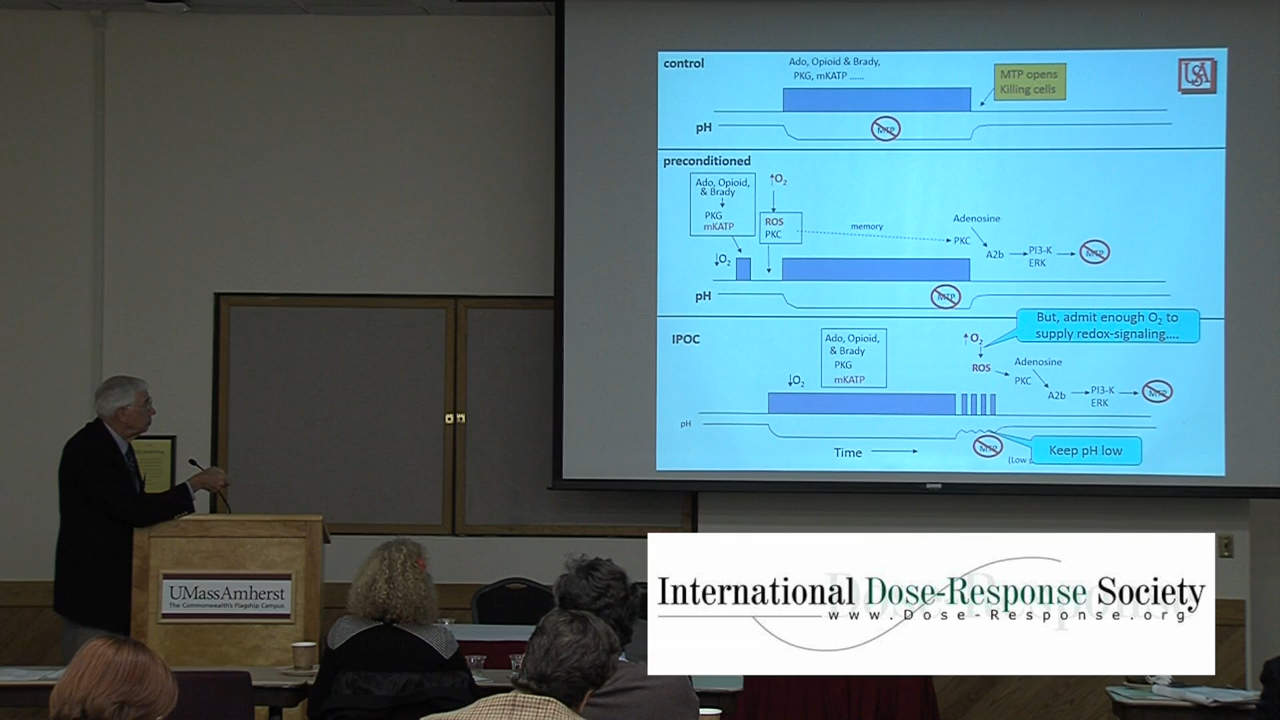 control
Ado, Opioid & Brady,
PKG, mKATP ......
MTP opens
Killing cells
USA
pH
MTP
preconditioned
Ado, Opioid,
& Brady
PKG
mKATP
↑O₂
ROS
PKC
memory
Adenosine
PKC
A2b
PI3-K
ERK
MTP
↓O₂
pH
MTP
But, admit enough O₂ to
supply redox-signaling....
IPOC
Ado, Opioid,
& Brady
PKG
mKATP
↓O₂
↑O₂
ROS
Adenosine
PKC
A2b
PI3-K
ERK
MTP
pH
MTP
Keep pH low
Time
(Low
UMassAmherst
The Commonwealth's Flagship Campus
International Dose-Response Society
www.Dose-Response.org